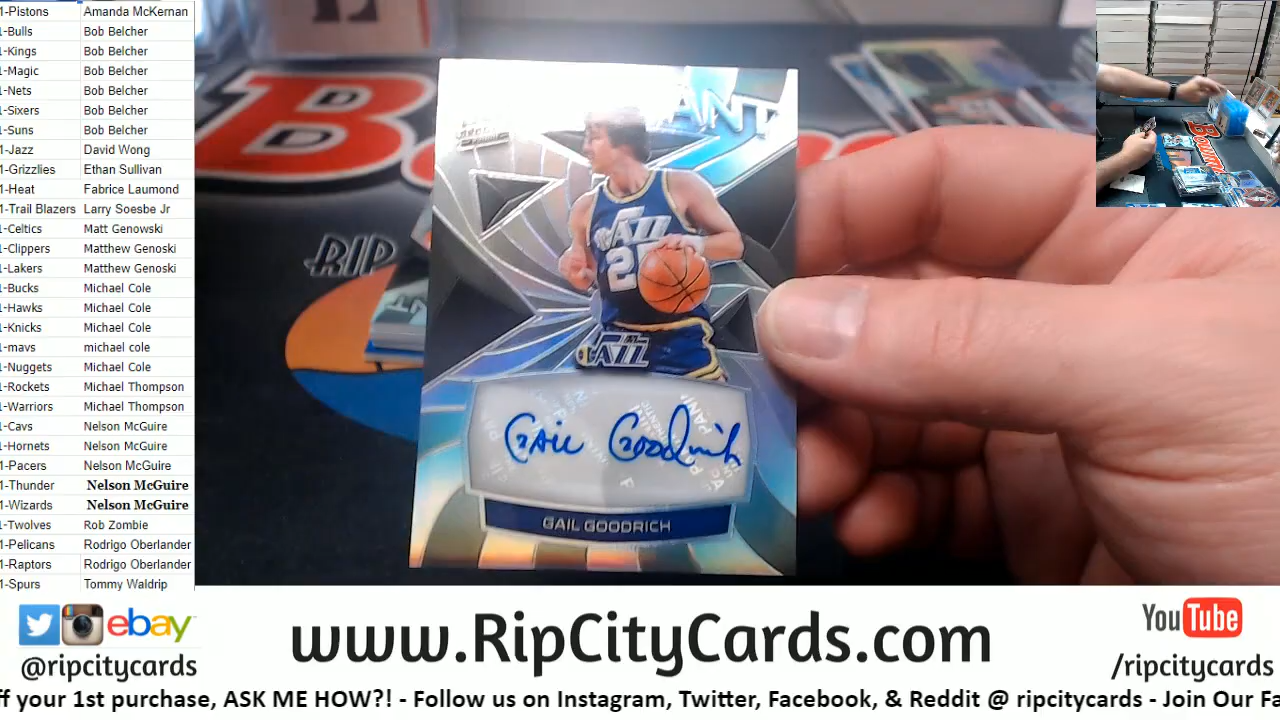 1-Pistons Amanda McKernan
1-Bulls Bob Belcher
1-Kings Bob Belcher
1-Magic Bob Belcher
1-Nets Bob Belcher
1-Sixers Bob Belcher
1-Suns Bob Belcher
1-Jazz David Wong
1-Grizzlies Ethan Sullivan
1-Heat Fabrice Laumond
1-Trail Blazers Larry Soesbe Jr
1-Celtics Matt Genowski
1-Clippers Matthew Genoski
1-Lakers Matthew Genoski
1-Bucks Michael Cole
1-Hawks Michael Cole
1-Knicks Michael Cole
1-mavs michael cole
1-Nuggets Michael Cole
1-Rockets Michael Thompson
1-Warriors Michael Thompson
1-Cavs Nelson McGuire
1-Hornets Nelson McGuire
1-Pacers Nelson McGuire
1-Thunder Nelson McGuire
1-Wizards Nelson McGuire
1-Twolves Rob Zombie
1-Pelicans Rodrigo Oberlander
1-Raptors Rodrigo Oberlander
1-Spurs Tommy Waldrip
RIP
JAZZ
JAZZ
Gail Goodrich
GAIL GOODRICH
ebay
@ripcitycards
www.RipCityCards.com
YouTube
/ripcitycards
ff your 1st purchase, ASK ME HOW?! - Follow us on Instagram, Twitter, Facebook, & Reddit @ ripcitycards - Join Our Fa